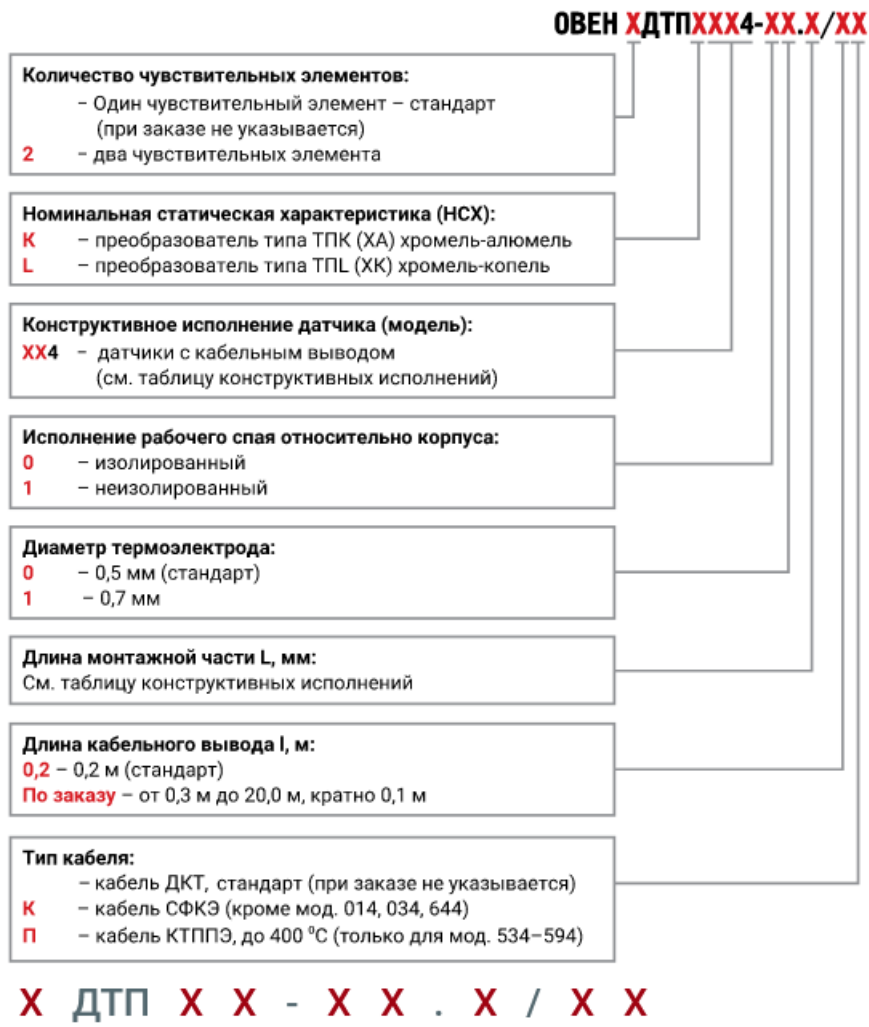 ОВЕН ХДТПХХХ4-ХХ.Х/ХХ
Количество чувствительных элементов:
– Один чувствительный элемент – стандарт
(при заказе не указывается)
2 – два чувствительных элемента
Номинальная статическая характеристика (НСХ):
К – преобразователь типа ТПК (ХА) хромель-алюмель
L – преобразователь типа ТПL (ХК) хромель-копель
Конструктивное исполнение датчика (модель):
ХХ4 – датчики с кабельным выводом
(см. таблицу конструктивных исполнений)
Исполнение рабочего спая относительно корпуса:
0 – изолированный
1 – неизолированный
Диаметр термоэлектрода:
0 – 0,5 мм (стандарт)
1 – 0,7 мм
Длина монтажной части L, мм:
См. таблицу конструктивных исполнений
Длина кабельного вывода l, м:
0,2 – 0,2 м (стандарт)
По заказу – от 0,3 м до 20,0 м, кратно 0,1 м
Тип кабеля:
– кабель ДКТ, стандарт (при заказе не указывается)
К – кабель СФКЭ (кроме мод. 014, 034, 644)
П – кабель КТППЭ, до 400 °С (только для мод. 534–594)
Х ДТП Х Х - Х Х . Х / Х Х